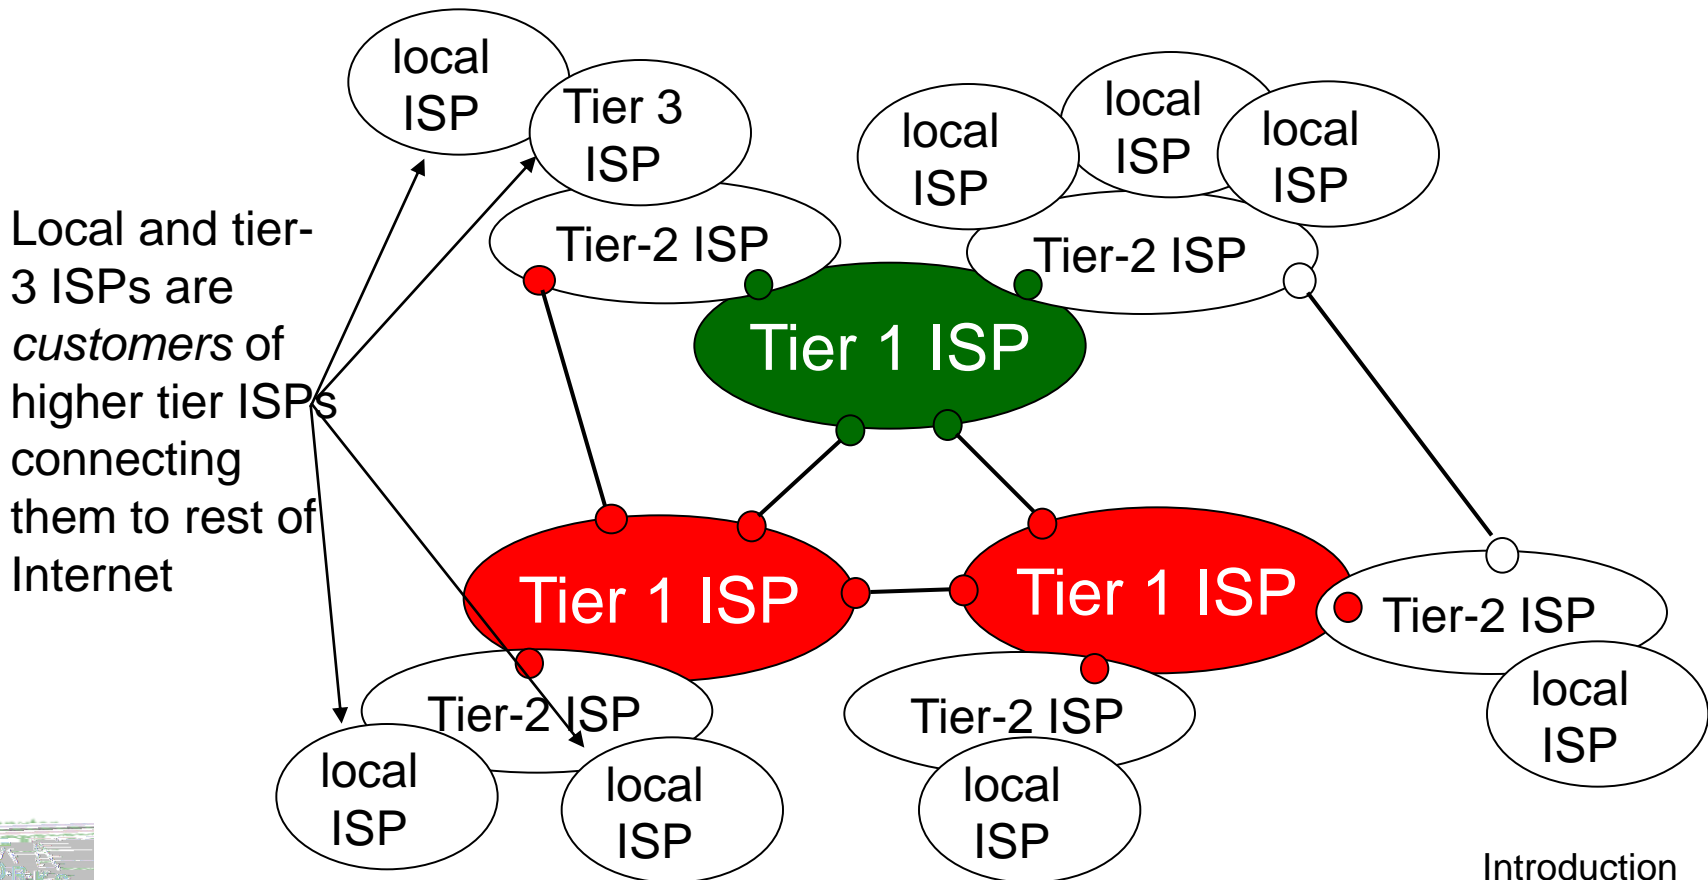 local
ISP
Tier 3
ISP
local
ISP
local
ISP
local
ISP
Local and tier-
3 ISPs are
customers of
higher tier ISPs
connecting
them to rest of
Internet
Tier-2 ISP
Tier-2 ISP
Tier 1 ISP
Tier 1 ISP
Tier 1 ISP
Tier-2 ISP
Tier-2 ISP
Tier-2 ISP
local
ISP
local
ISP
local
ISP
local
ISP
Introduction